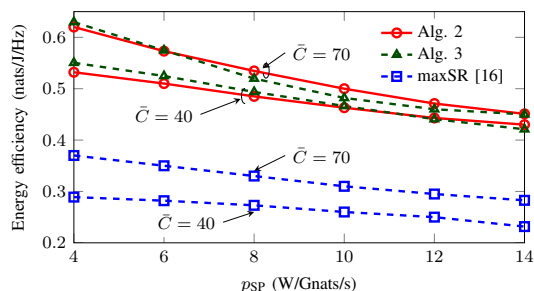 Energy efficiency (nats/J/Hz)
0.6
0.5
0.4
0.3
0.2
Alg. 2
Alg. 3
maxSR [16]
C̄ = 70
C̄ = 40
C̄ = 70
C̄ = 40
4 6 8 10 12 14
pSP (W/Gnats/s)